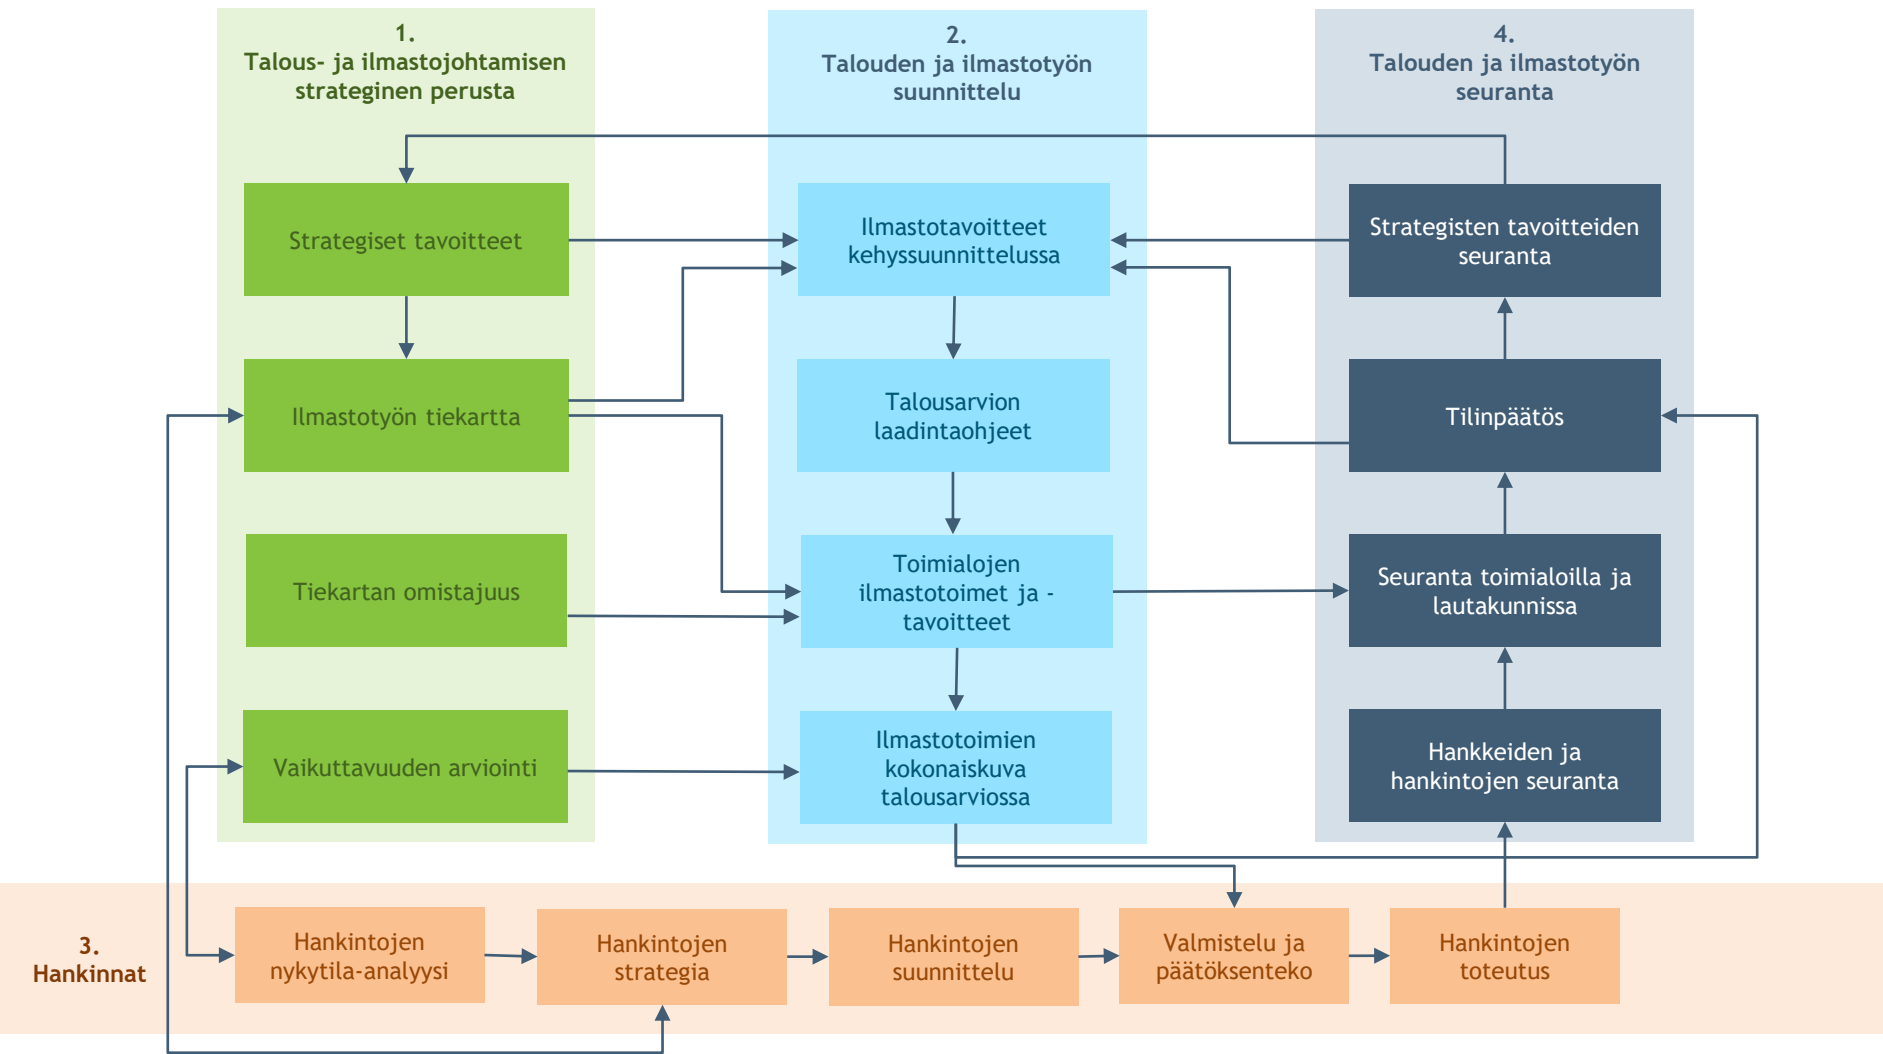 1.
Talous- ja ilmastojohtamisen
strateginen perusta
Strategiset tavoitteet
Ilmastotyön tiekartta
Tiekartan omistajuus
Vaikuttavuuden arviointi
2.
Talouden ja ilmastotyön
suunnittelu
Ilmastotavoitteet
kehyssuunnittelussa
Talousarvion
laadintaohjeet
Toimialojen
ilmastotoimet ja -
tavoitteet
Ilmastotoimien
kokonaiskuva
talousarviossa
4.
Talouden ja ilmastotyön
seuranta
Strategisten tavoitteiden
seuranta
Tilinpäätös
Seuranta toimialoilla ja
lautakunnissa
Hankkeiden ja
hankintojen seuranta
3.
Hankinnat
Hankintojen
nykytila-analyysi
Hankintojen
strategia
Hankintojen
suunnittelu
Valmistelu ja
päätöksenteko
Hankintojen
toteutus